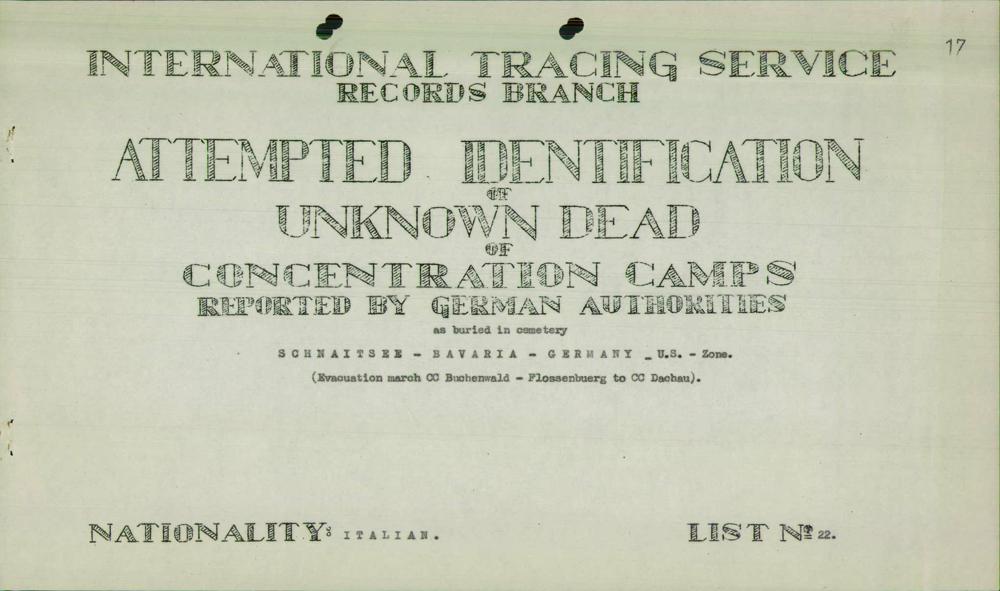 17
INTERNATIONAL TRACING SERVICE
RECORDS BRANCH
ATTEMPTED IDENTIFICATION
OF
UNKNOWN DEAD
OF
CONCENTRATION CAMPS
REPORTED BY GERMAN AUTHORITIES
as buried in cemetery
SCHNAITSEE - BAVARIA - GERMANY _ U.S. - Zone.
(Evacuation march CC Buchenwald - Flossenbuerg to CC Dachau).
NATIONALITY: ITALIAN. LIST Nº 22.